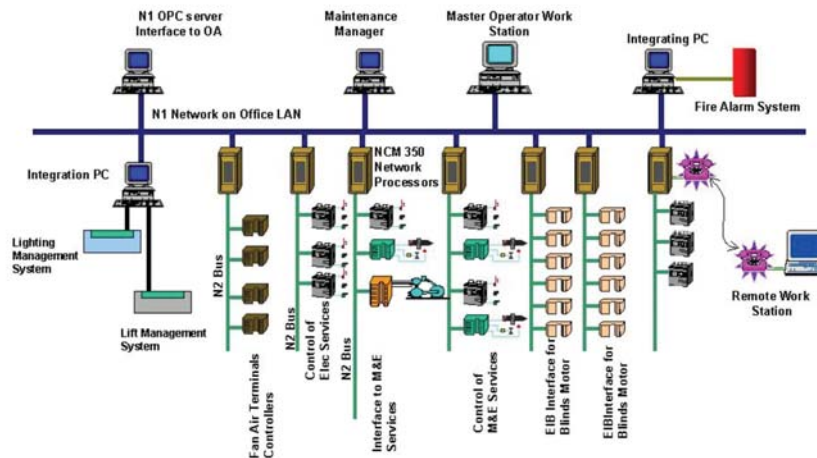 N1 OPC server
Interface to OA
Maintenance
Manager
Master Operator Work
Station
Integrating PC
Fire Alarm System
N1 Network on Office LAN
Integration PC
NCM 350
Network
Processors
Lighting
Management
System
Lift Management
System
N2 Bus
Fan Air Terminals
Controllers
N2 Bus
Control of
Elec Services
N2 Bus
Interface to M&E
Services
Control of
M&E Services
EIB Interface for
Blinds Motor
EIBInterface for
Blinds Motor
Remote Work
Station